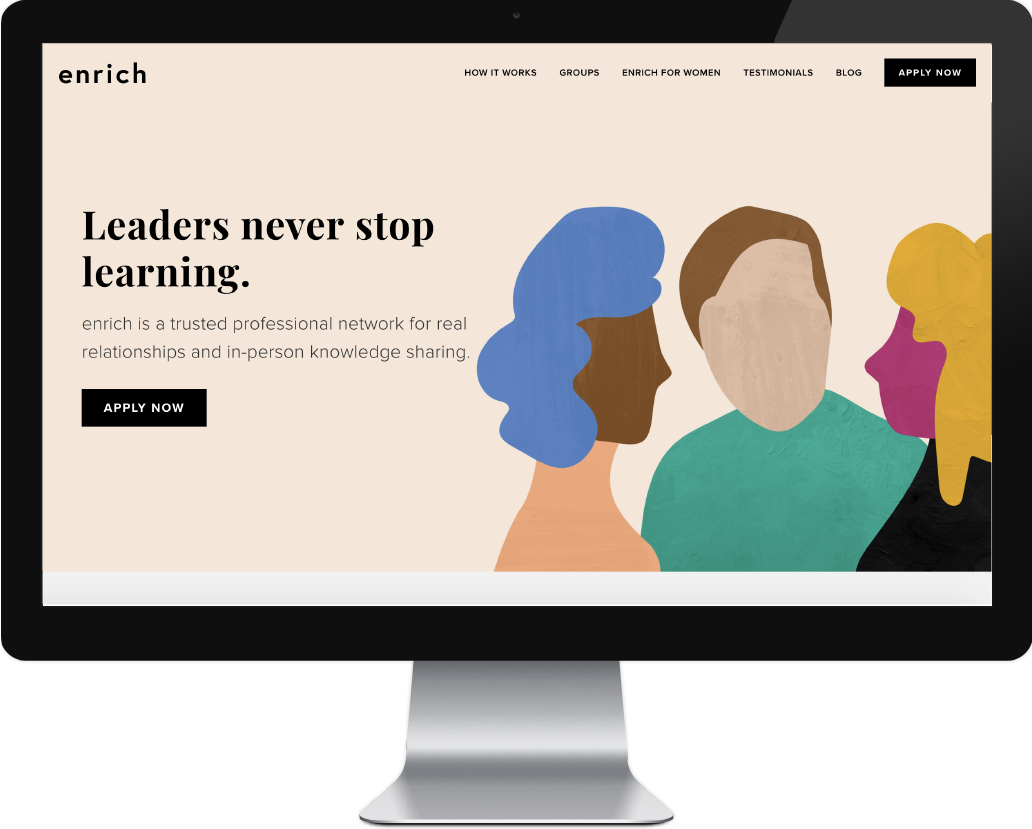 enrich
HOW IT WORKS
GROUPS
ENRICH FOR WOMEN
TESTIMONIALS
BLOG
APPLY NOW
Leaders never stop
learning.
enrich is a trusted professional network for real
relationships and in-person knowledge sharing.
APPLY NOW